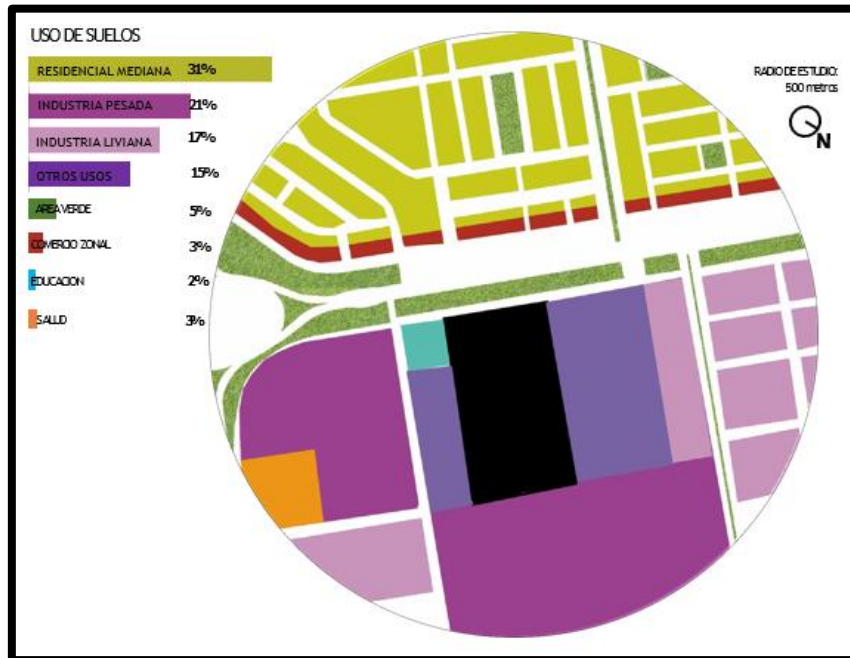 USO DE SUELOS
RESIDENCIAL MEDIANA 31%
INDUSTRIA PESADA 21%
INDUSTRIA LIVIANA 17%
OTROS USOS 15%
AREA VERDE 5%
COMERCIO ZONAL 3%
EDUCACION 2%
SALUD 3%
RADIO DE ESTUDIO:
500 metros
N